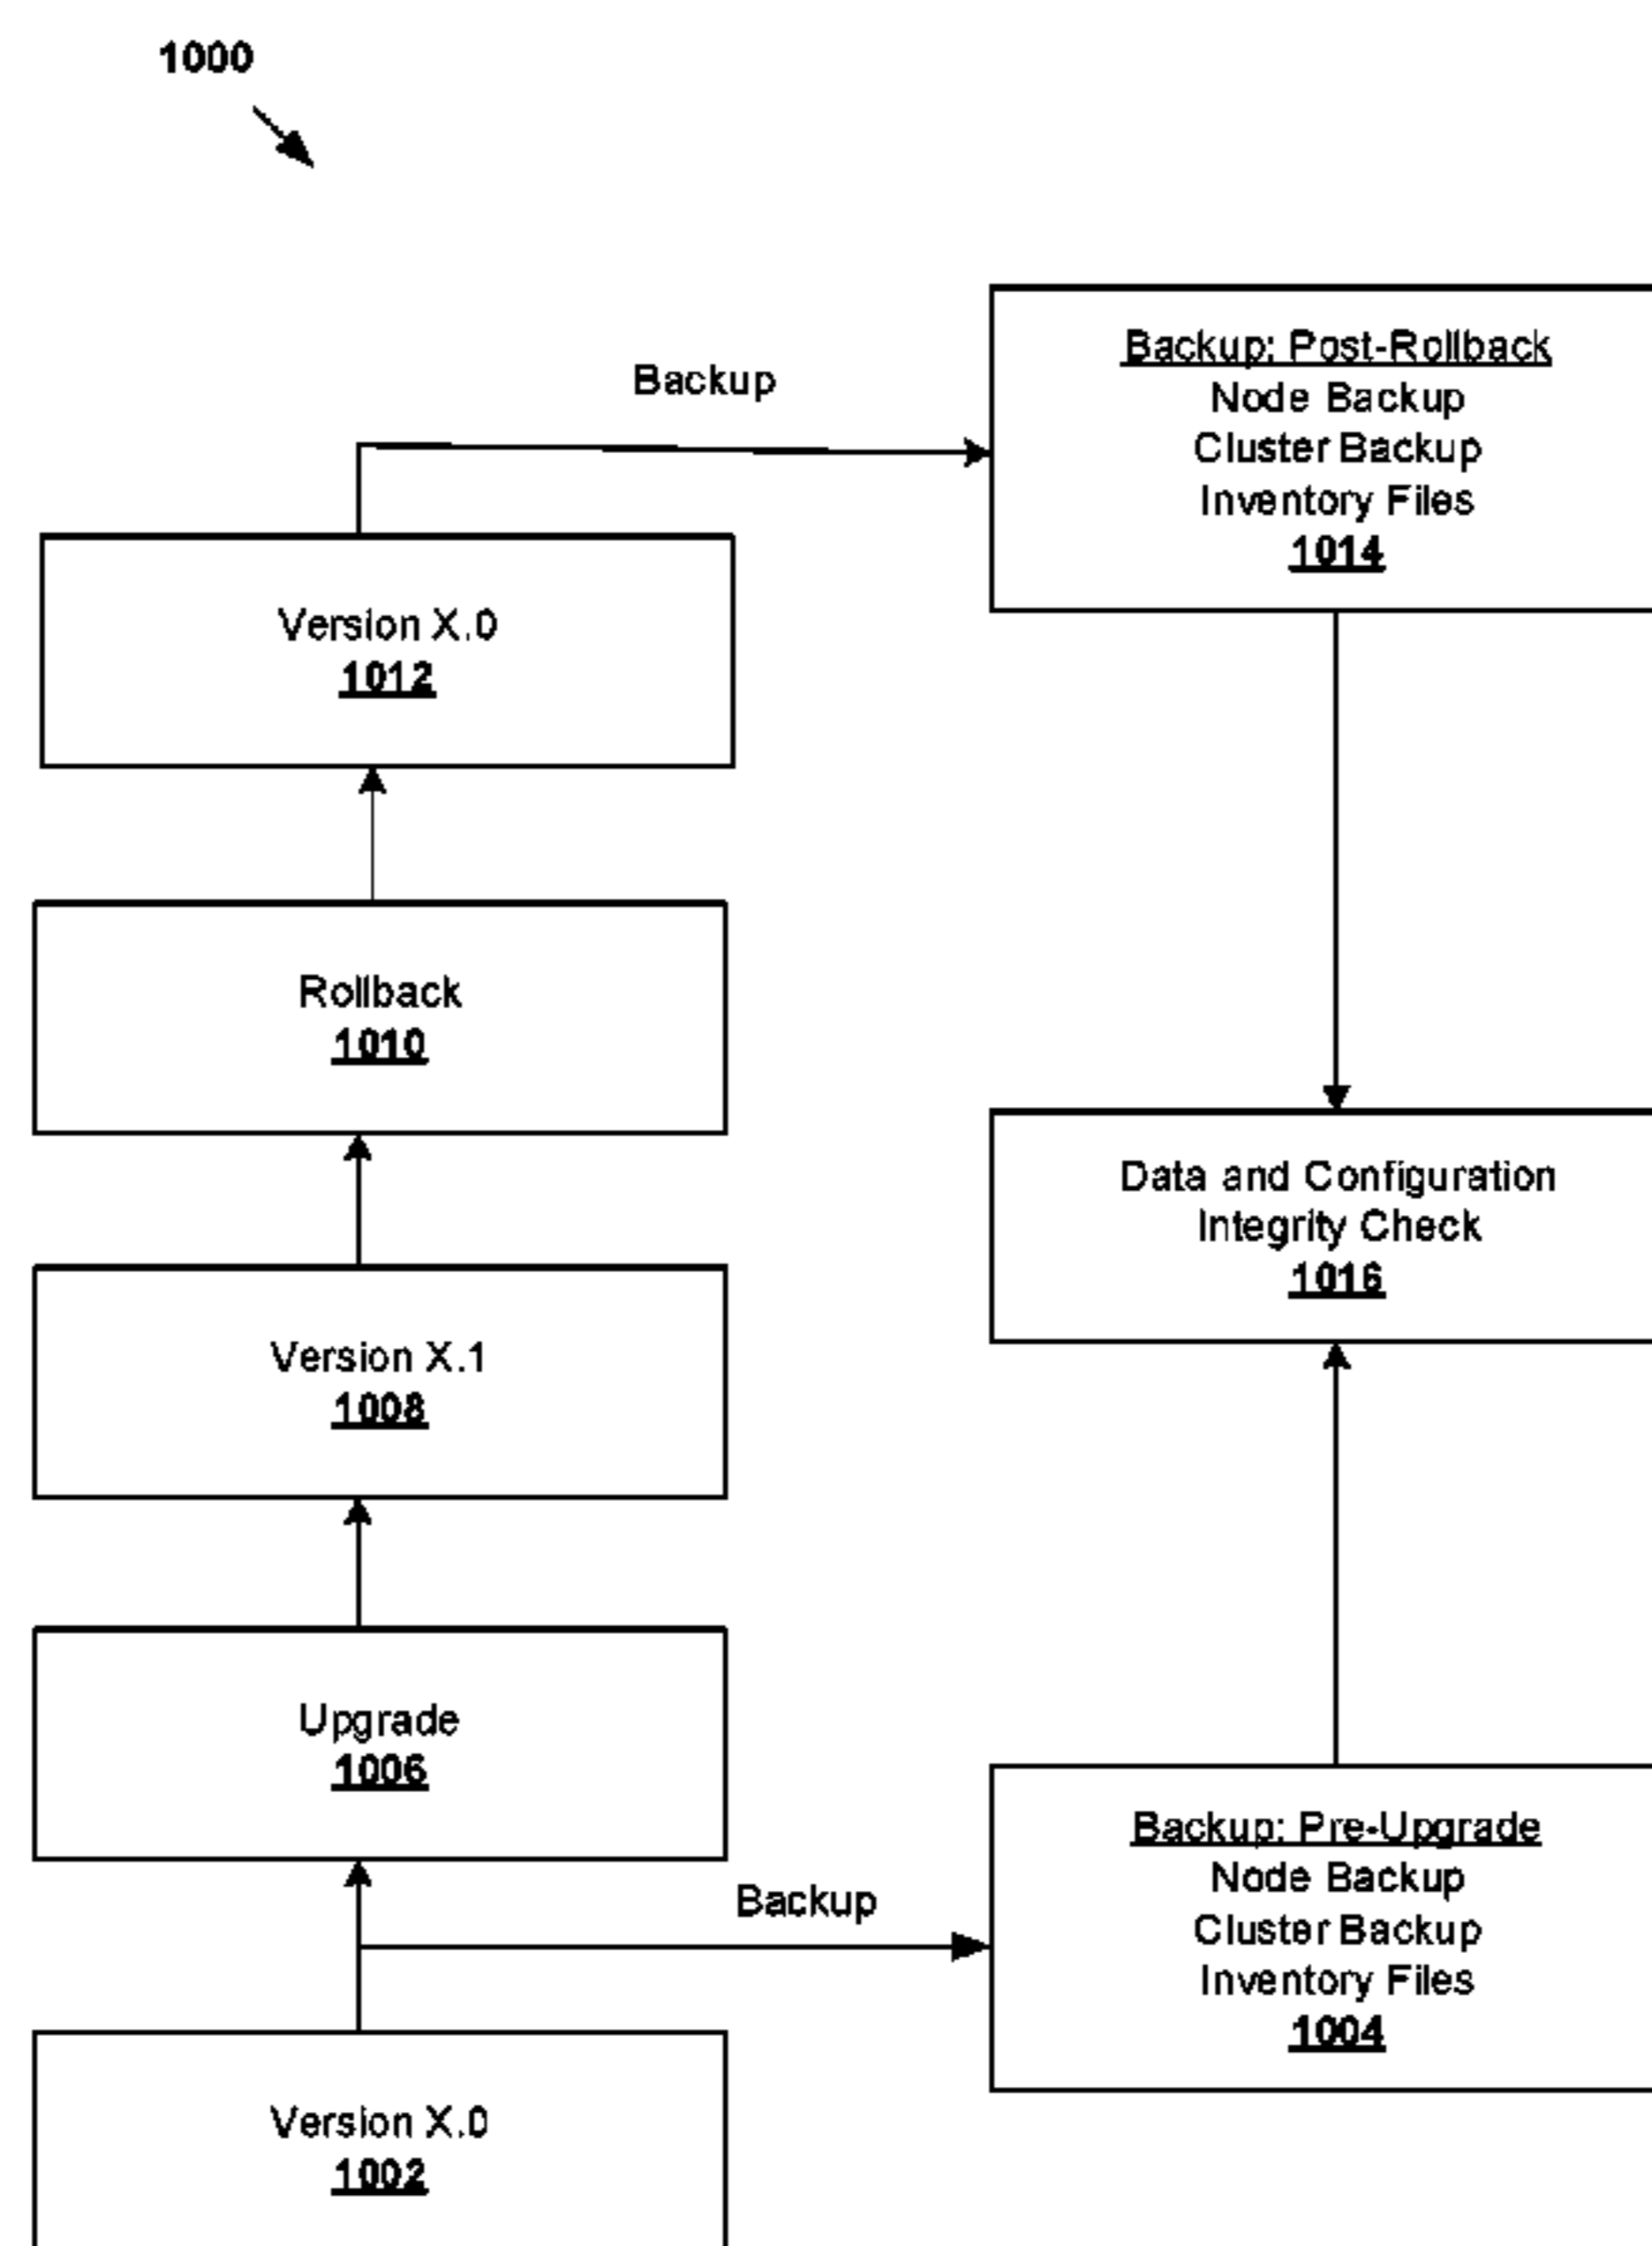 1000
Backup
Backup: Post-Rollback
Node Backup
Cluster Backup
Inventory Files
1014
Version X.0
1012
Rollback
1010
Data and Configuration
Integrity Check
1016
Version X.1
1008
Upgrade
1006
Backup
Backup: Pre-Upgrade
Node Backup
Cluster Backup
Inventory Files
1004
Version X.0
1002